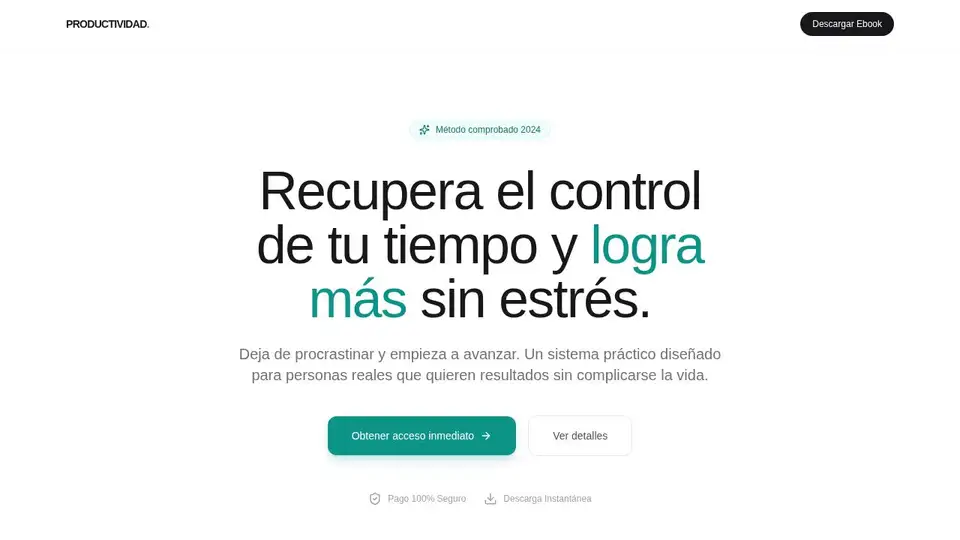 PRODUCTIVIDAD.
Descargar Ebook
Método comprobado 2024
Recupera el control
de tu tiempo y logra
más sin estrés.
Deja de procrastinar y empieza a avanzar. Un sistema práctico diseñado
para personas reales que quieren resultados sin complicarse la vida.
Obtener acceso inmediato
Ver detalles
Pago 100% Seguro
Descarga Instantánea